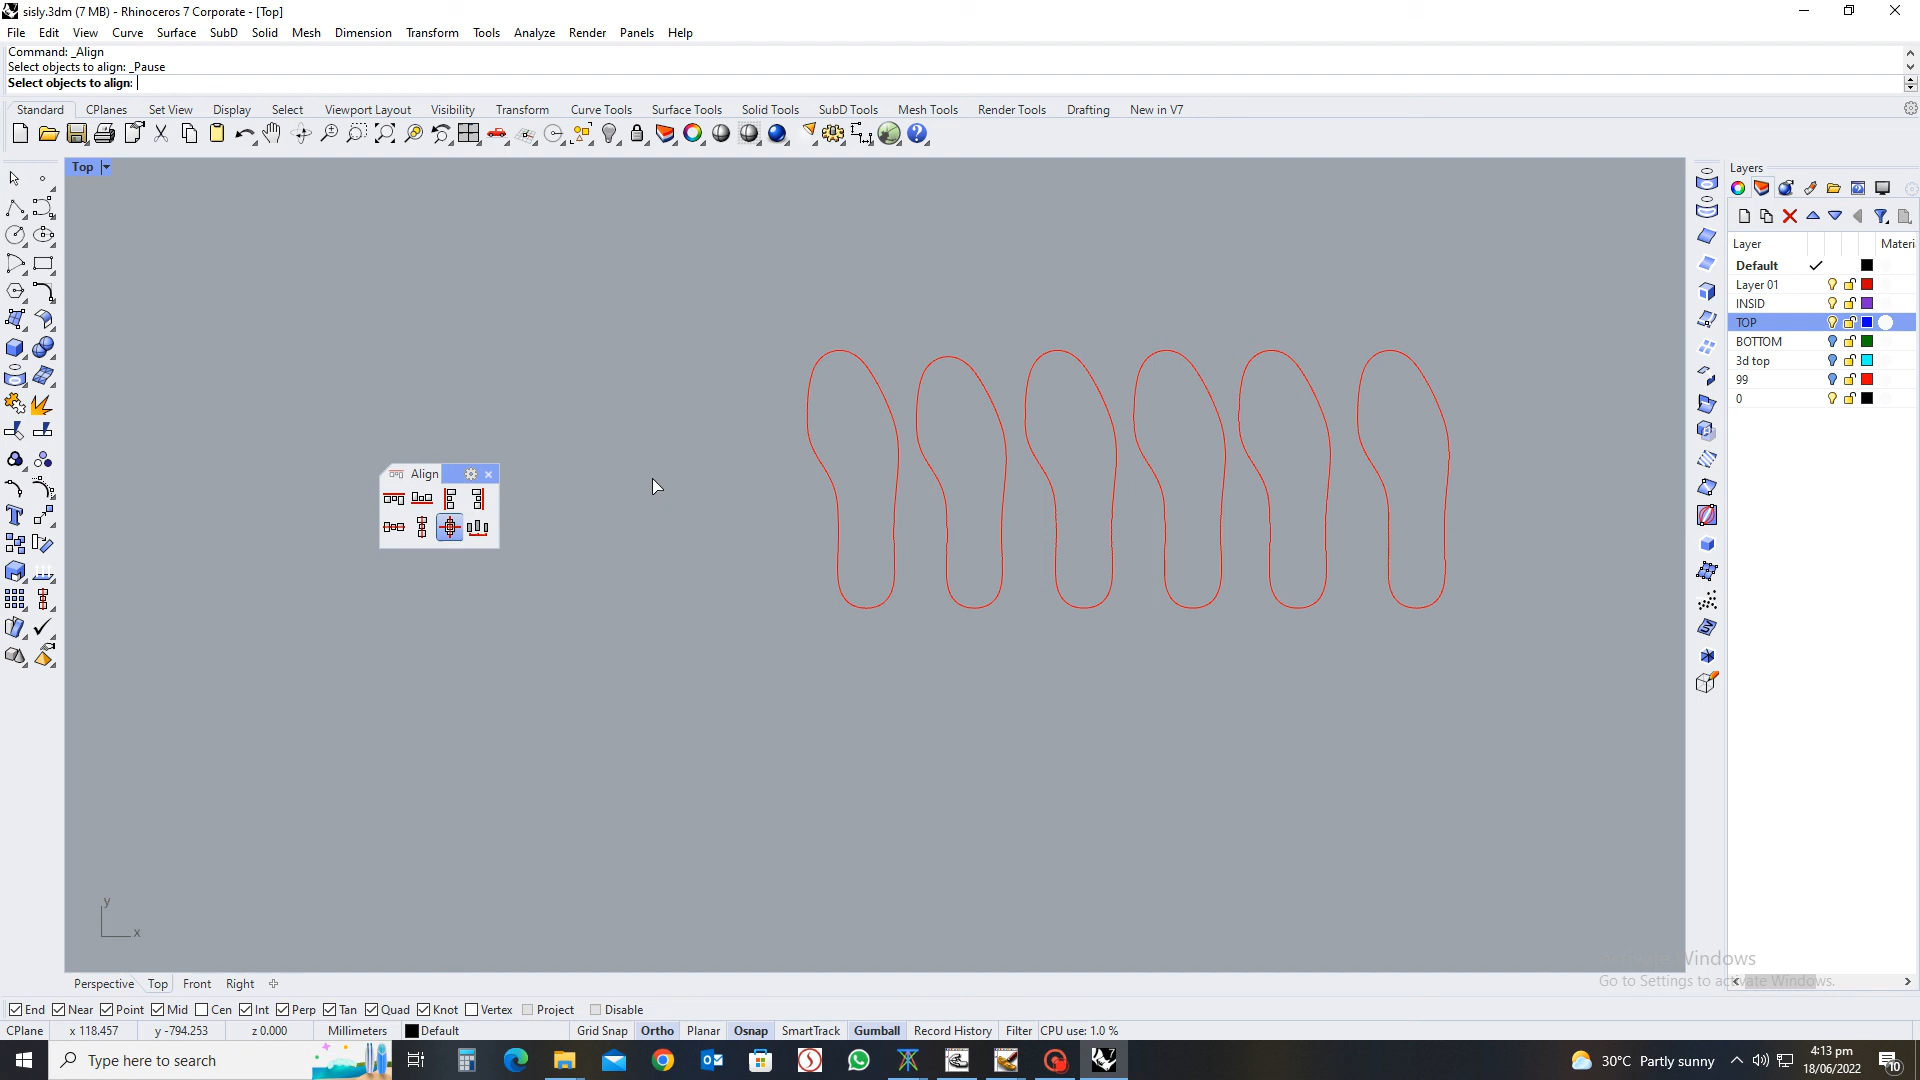 sisly.3dm (7 MB) - Rhinoceros 7 Corporate - [Top]
File Edit View Curve Surface SubD Solid Mesh Dimension Transform Tools Analyze Render Panels Help
Command: _Align
Select objects to align: _Pause
Select objects to align:
Standard CPlanes Set View Display Select Viewport Layout Visibility Transform Curve Tools Surface Tools Solid Tools SubD Tools Mesh Tools Render Tools Drafting New in V7
Top
Layers
Layer Materi
Default
Layer 01
INSID
TOP
BOTTOM
3d top
99
0
Align
y
x
Windows
Go to Settings to activate Windows.
Perspective Top Front Right
End Near Point Mid Cen Int Perp Tan Quad Knot Vertex Project Disable
CPlane x 118.457 y -794.253 z 0.000 Millimeters Default Grid Snap Ortho Planar Osnap SmartTrack Gumball Record History Filter CPU use: 1.0 %
Type here to search
30°C Partly sunny
4:13 pm
18/06/2022
10